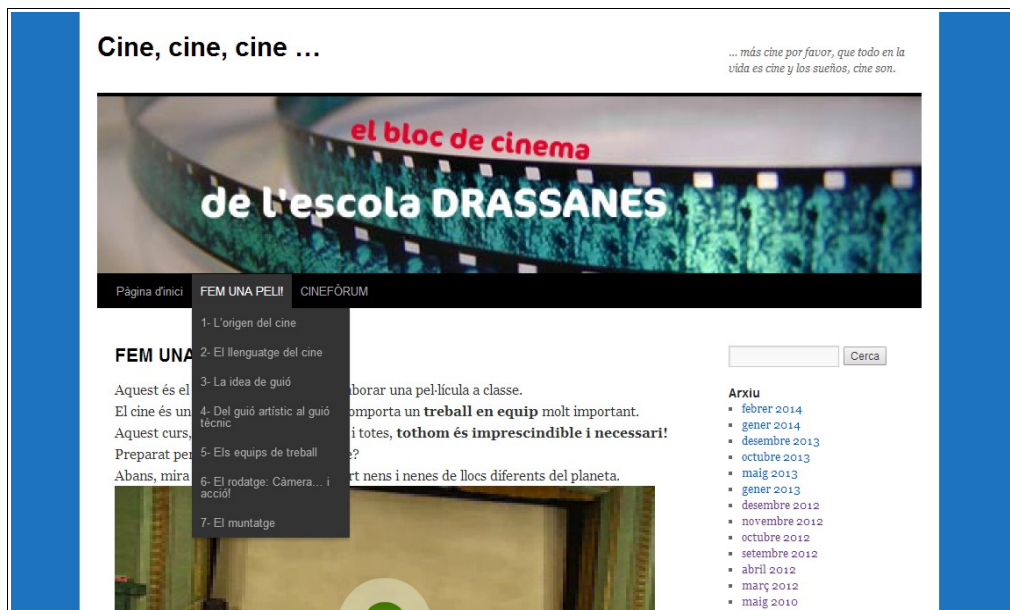 Cine, cine, cine …
... más cine por favor, que todo en la
vida es cine y los sueños, cine son.
el bloc de cinema
de l'escola DRASSANES
Pàgina d'inici FEM UNA PELI! CINEFÒRUM
1- L'origen del cine
2- El llenguatge del cine
3- La idea de guió
4- Del guió artístic al guió
tècnic
5- Els equips de treball
6- El rodatge: Càmera… i
acció!
7- El muntatge
FEM UNA
Aquest és el borar una pel·lícula a classe.
El cine és un omporta un treball en equip molt important.
Aquest curs, i totes, tothom és imprescindible i necessari!
Preparat per e?
Abans, mira rt nens i nenes de llocs diferents del planeta.
Cerca
Arxiu
febrer 2014
gener 2014
desembre 2013
octubre 2013
maig 2013
gener 2013
desembre 2012
novembre 2012
octubre 2012
setembre 2012
abril 2012
març 2012
maig 2010